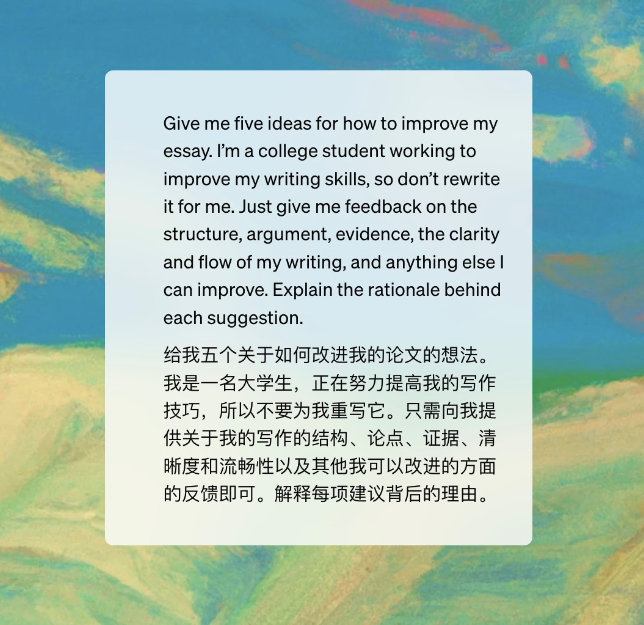 Give me five ideas for how to improve my
essay. I’m a college student working to
improve my writing skills, so don’t rewrite
it for me. Just give me feedback on the
structure, argument, evidence, the clarity
and flow of my writing, and anything else I
can improve. Explain the rationale behind
each suggestion.
给我五个关于如何改进我的论文的想法。
我是一名大学生，正在努力提高我的写作
技巧，所以不要为我重写它。只需向我提
供关于我的写作的结构、论点、证据、清
晰度和流畅性以及其他我可以改进的方面
的反馈即可。解释每项建议背后的理由。